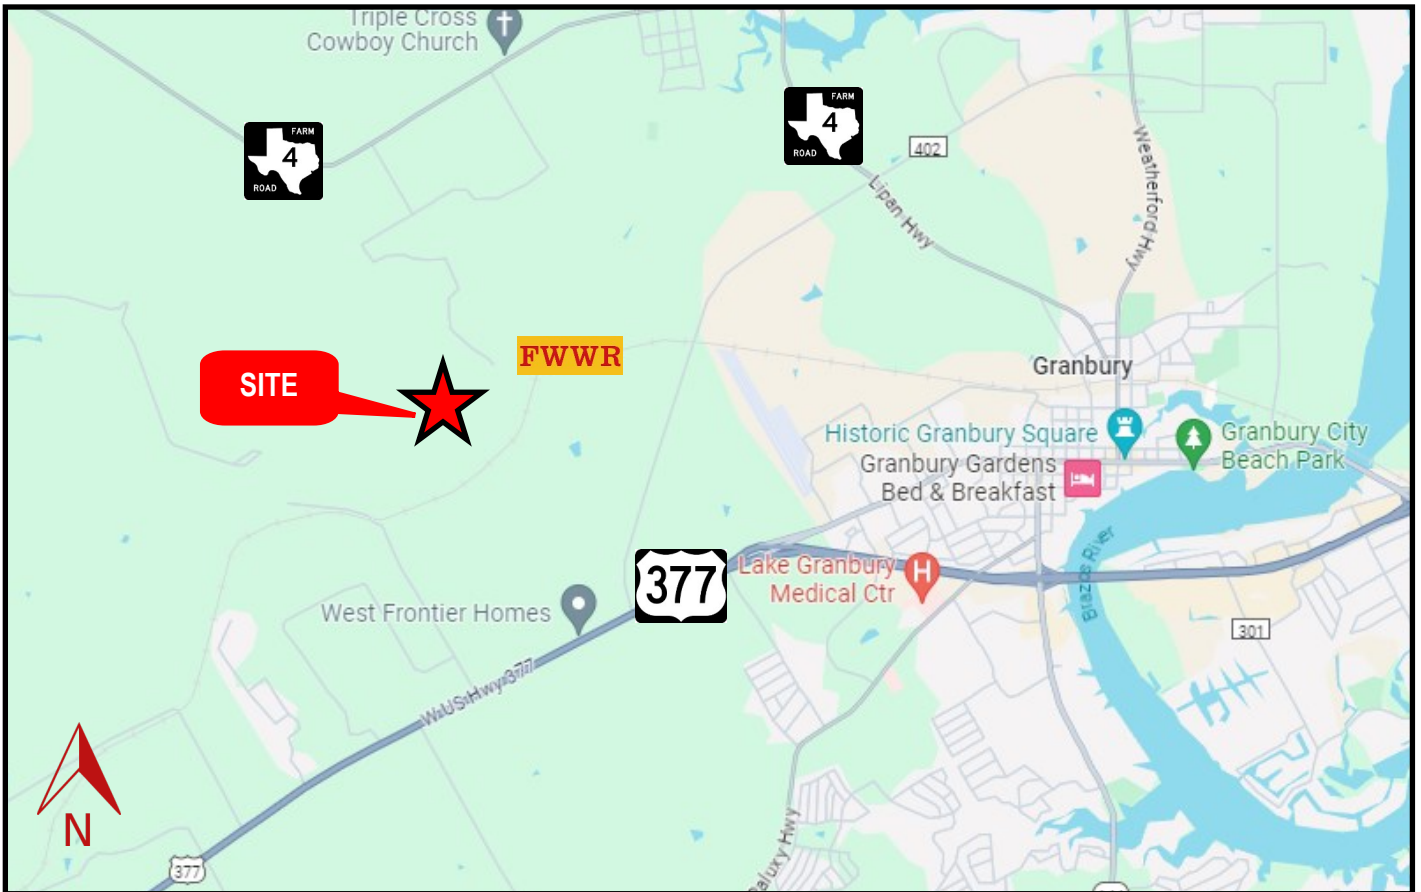 Triple Cross
Cowboy Church
FARM
4
ROAD
FARM
4
ROAD
402
Lipan Hwy
Weatherford Hwy
SITE
FWWR
Granbury
Historic Granbury Square
Granbury Gardens
Bed & Breakfast
Granbury City
Beach Park
377
Lake Granbury
Medical Ctr
H
Brazos River
West Frontier Homes
301
W US Hwy 377
N
377
Paluxy Hwy